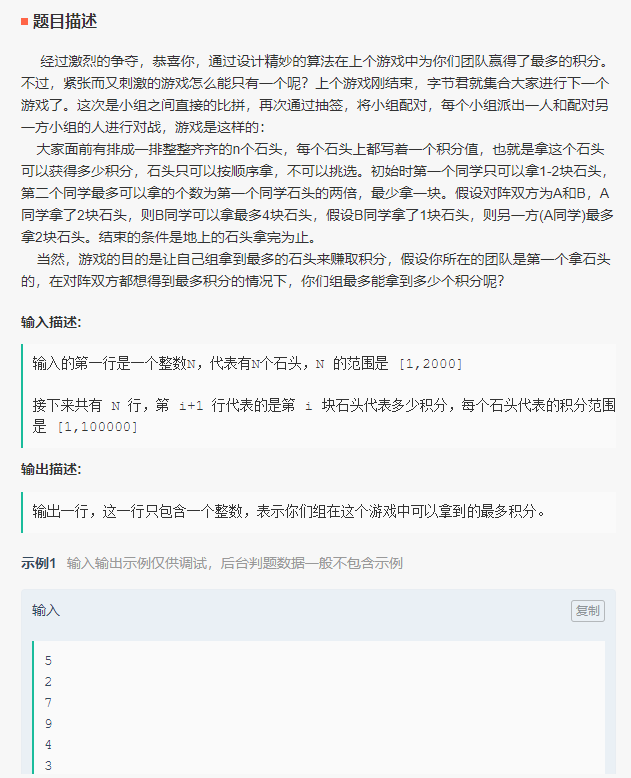 题目描述
经过激烈的争夺，恭喜你，通过设计精妙的算法在上个游戏中为你们团队赢得了最多的积分。
不过，紧张而又刺激的游戏怎么能只有一个呢？上个游戏刚结束，字节君就集合大家进行下一个
游戏了。这次是小组之间直接的比拼，再次通过抽签，将小组配对，每个小组派出一人和配对另
一方小组的人进行对战，游戏是这样的：
大家面前有排成一排整整齐齐的n个石头，每个石头上都写着一个积分值，也就是拿这个石头
可以获得多少积分，石头只可以按顺序拿，不可以挑选。初始时第一个同学只可以拿1-2块石头，
第二个同学最多可以拿的个数为第一个同学石头的两倍，最少拿一块。假设对阵双方为A和B，A
同学拿了2块石头，则B同学可以拿最多4块石头，假设B同学拿了1块石头，则另一方(A同学)最多
拿2块石头。结束的条件是地上的石头拿完为止。
当然，游戏的目的是让自己组拿到最多的石头来赚取积分，假设你所在的团队是第一个拿石头
的，在对阵双方都想得到最多积分的情况下，你们组最多能拿到多少个积分呢？
输入描述:
输入的第一行是一个整数N，代表有N个石头，N 的范围是 [1,2000]
接下来共有 N 行，第 i+1 行代表的是第 i 块石头代表多少积分，每个石头代表的积分范围
是 [1,100000]
输出描述:
输出一行，这一行只包含一个整数，表示你们组在这个游戏中可以拿到的最多积分。
示例1 输入输出示例仅供调试，后台判题数据一般不包含示例
输入 复制
5
2
7
9
4
3